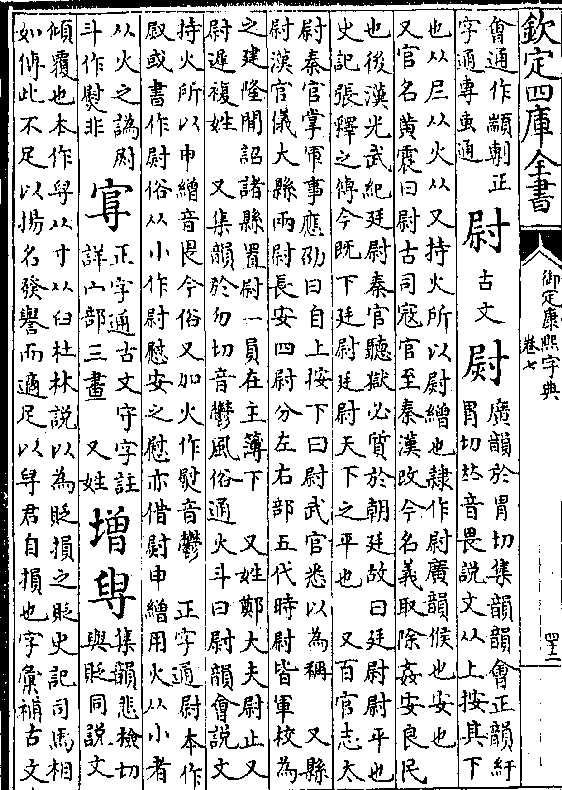 欽定四庫全書
御定康熙字典
卷七
四十二
會通作顓剬正
字通專䖝通
尉
古文
尉
廣韻於胃切集韻韻會正韻紆
胃切𠀤音畏說文从上按其下
也从𡰥从火从又持火所以尉繒也隸作尉廣韻候也安也
又官名黃震曰尉古司寇官至秦漢改今名義取除姦安良民
也後漢光武紀廷尉秦官聽獄必質於朝廷故曰廷尉尉平也
史記張釋之傳今旣下廷尉廷尉天下之平也 又百官志太
尉秦官掌軍事應劭曰自上按下曰尉武官悉以為稱 又縣
尉漢官儀大縣兩尉長安四尉分左右部五代時尉皆軍校為
之建隆閒詔諸縣置尉一員在主簿下 又姓鄭大夫尉止又
尉遲複姓 又集韻於勿切音鬱風俗通火斗曰尉韻會說文
持火所以申繒音畏今俗又加火作熨音鬱 正字通尉本作
𡰥或書作尉俗从小作尉慰安之慰亦借尉申繒用火从小者
从火之譌尉
斗作熨非
㝊
正字通古文守字註
詳宀部三畫 又姓
增
𡬳
集韻悲檢切
與貶同說文
傾覆也本作𡬳从寸从臼杜林說以為貶損之貶史記司馬相
如傳此不足以揚名發譽而適足以𡬳君自損也字彙補古文